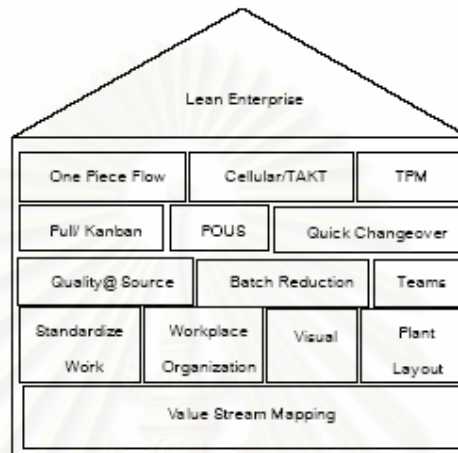 Lean Enterprise
One Piece Flow
Cellular/TAKT
TPM
Pull/ Kanban
POUS
Quick Changeover
Quality@ Source
Batch Reduction
Teams
Standardize
Work
Workplace
Organization
Visual
Plant
Layout
Value Stream Mapping